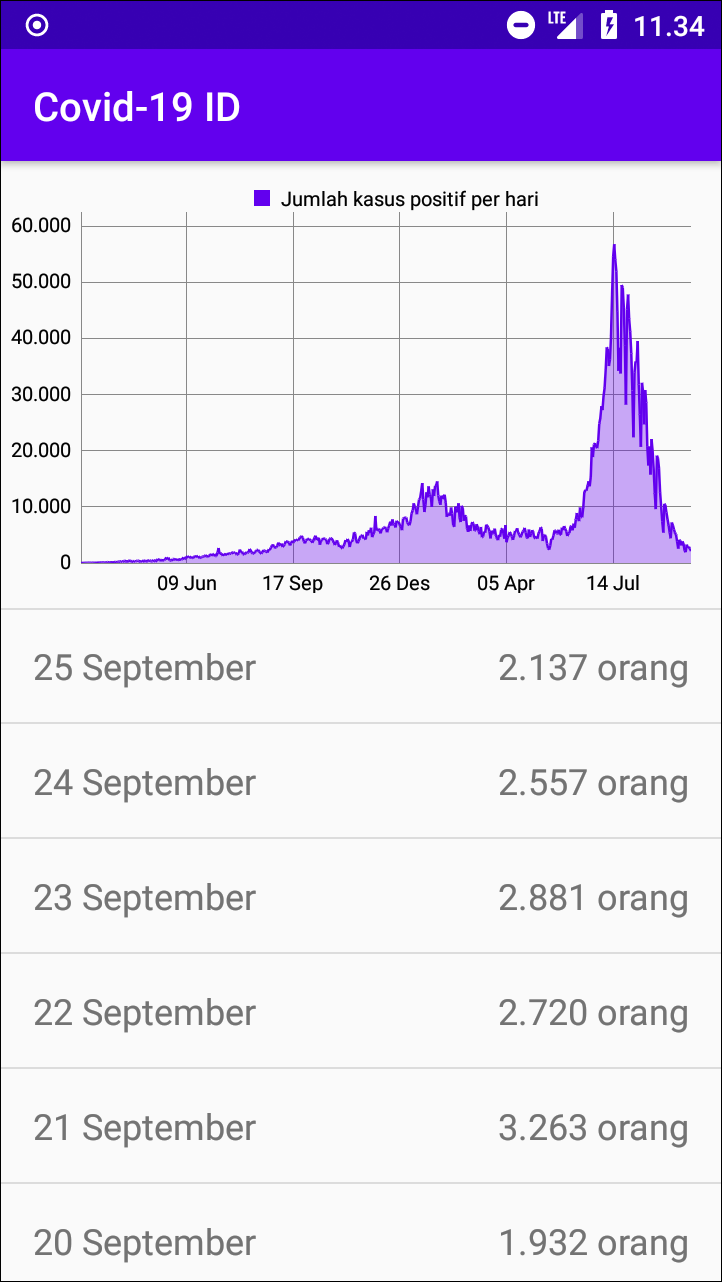 LTE 11.34
Covid-19 ID
Jumlah kasus positif per hari
60.000
50.000
40.000
30.000
20.000
10.000
0
09 Jun 17 Sep 26 Des 05 Apr 14 Jul
25 September 2.137 orang
24 September 2.557 orang
23 September 2.881 orang
22 September 2.720 orang
21 September 3.263 orang
20 September 1.932 orang